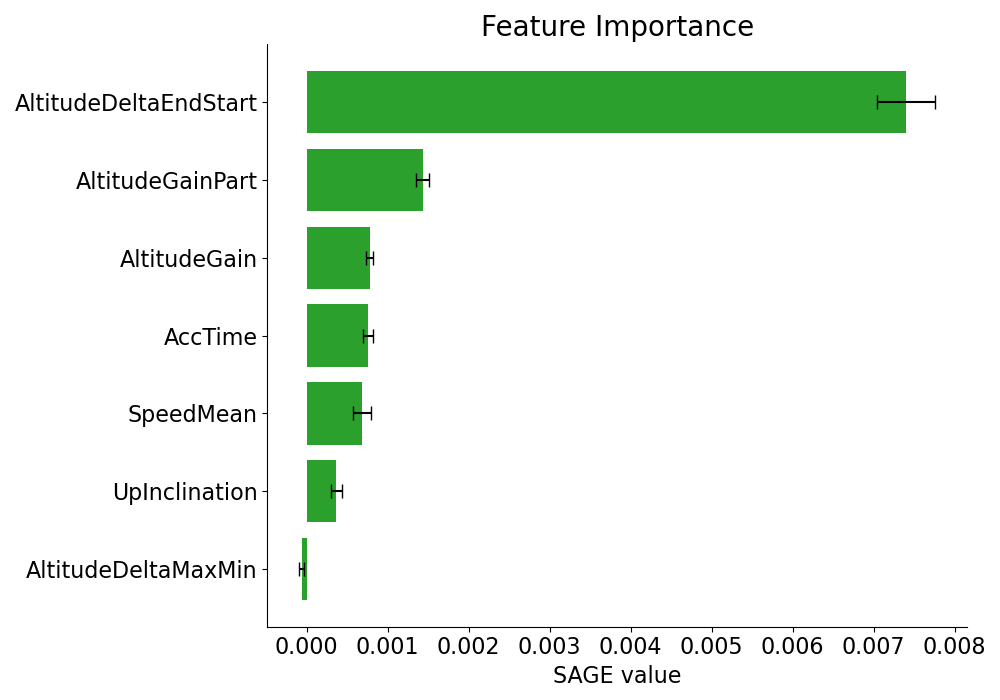 Feature Importance
AltitudeDeltaEndStart
AltitudeGainPart
AltitudeGain
AccTime
SpeedMean
UpInclination
AltitudeDeltaMaxMin
0.000 0.001 0.002 0.003 0.004 0.005 0.006 0.007 0.008
SAGE value